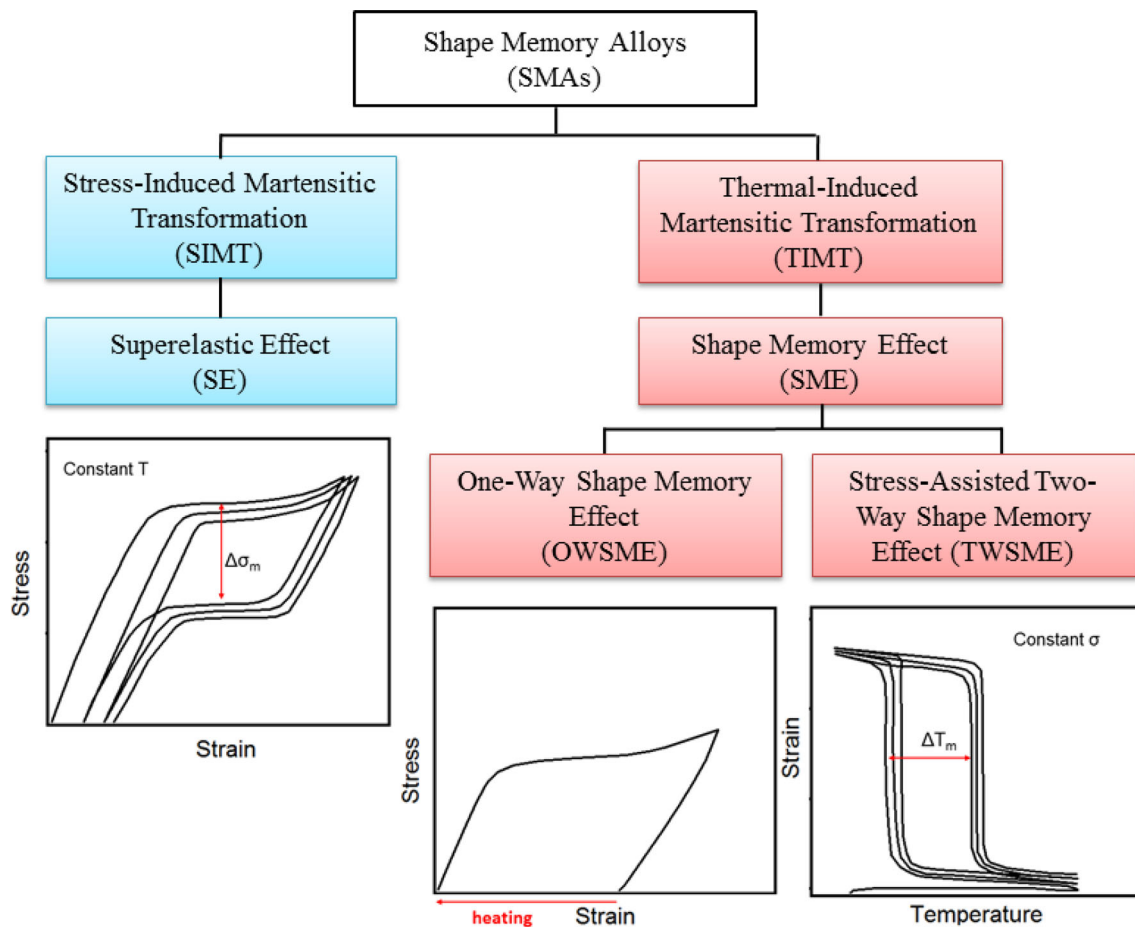 Shape Memory Alloys
(SMAs)
Stress-Induced Martensitic
Transformation
(SIMT)
Thermal-Induced
Martensitic Transformation
(TIMT)
Superelastic Effect
(SE)
Shape Memory Effect
(SME)
One-Way Shape Memory
Effect
(OWSME)
Stress-Assisted Two-
Way Shape Memory
Effect (TWSME)
Constant T
Δσm
Stress
Strain
Stress
heating
Strain
Constant σ
ΔTm
Strain
Temperature